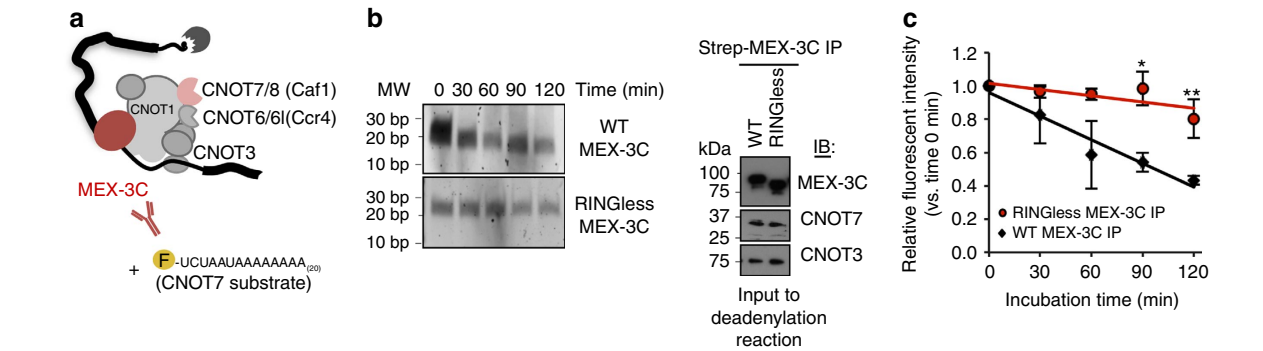 a
CNOT1
CNOT7/8 (Caf1)
CNOT6/6l(Ccr4)
CNOT3
MEX-3C
+
F-UCUAAUAAAAAAAA(20)
(CNOT7 substrate)
b
MW 0 30 60 90 120 Time (min)
30 bp
20 bp
10 bp
WT
MEX-3C
30 bp
20 bp
10 bp
RINGless
MEX-3C
Strep-MEX-3C IP
WT
RINGless
kDa
IB:
100
75
MEX-3C
37
25
CNOT7
75
CNOT3
Input to
deadenylation
reaction
c
Relative fluorescent intensity
(vs. time 0 min)
1.2
1.0
0.8
0.6
0.4
0.2
0.0
*
**
RINGless MEX-3C IP
WT MEX-3C IP
0 30 60 90 120
Incubation time (min)